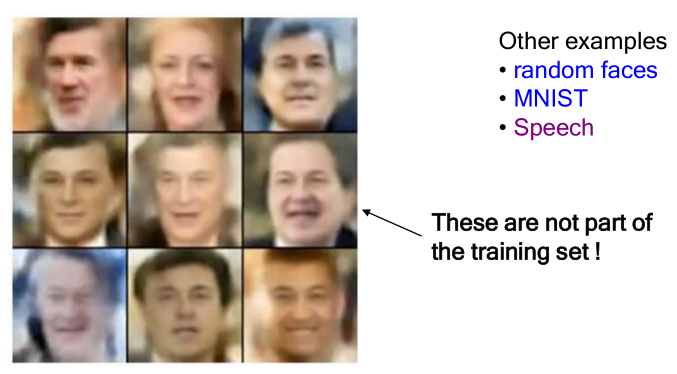 Other examples
• random faces
• MNIST
• Speech
These are not part of
the training set !